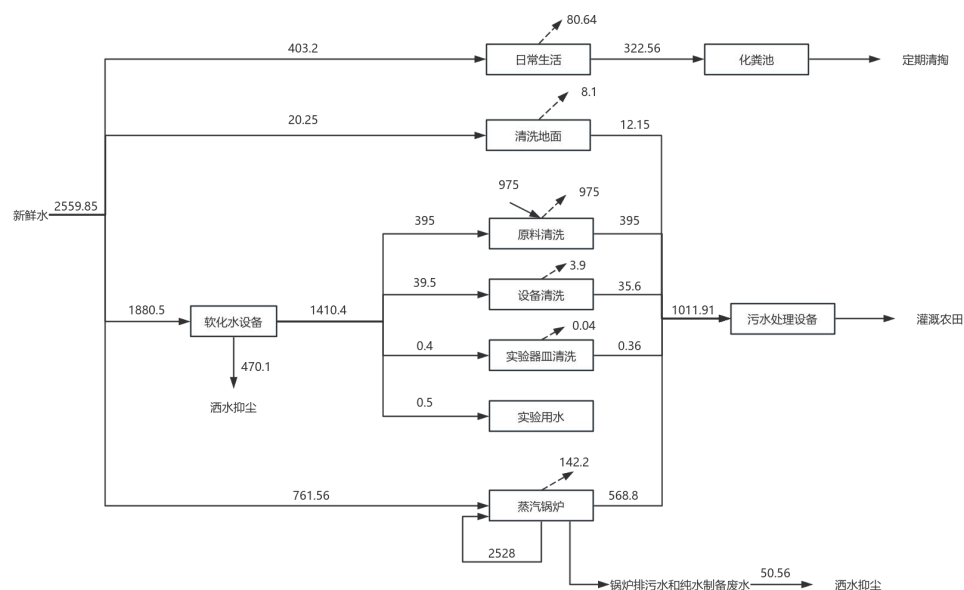 80.64
403.2
日常生活
322.56
化粪池
定期清掏
8.1
20.25
清洗地面
12.15
新鲜水
2559.85
975
975
395
原料清洗
395
3.9
39.5
设备清洗
35.6
1880.5
软化水设备
1410.4
1011.91
污水处理设备
灌溉农田
0.04
0.4
实验器皿清洗
0.36
470.1
洒水抑尘
0.5
实验用水
142.2
761.56
蒸汽锅炉
568.8
2528
锅炉排污水和纯水制备废水
50.56
洒水抑尘